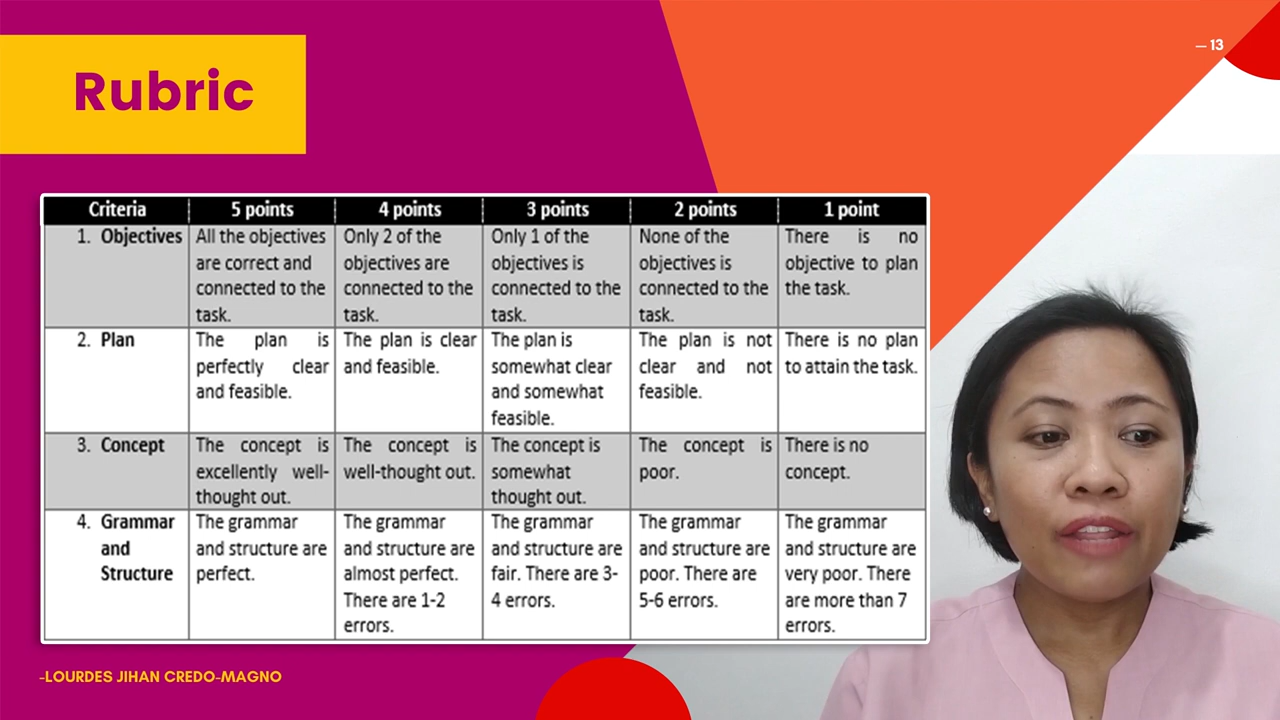 — 13
Rubric
Criteria 5 points 4 points 3 points 2 points 1 point
1. Objectives
All the objectives
are correct and
connected to the
task.
Only 2 of the
objectives are
connected to the
task.
Only 1 of the
objectives is
connected to the
task.
None of the
objectives is
connected to the
task.
There is no
objective to plan
the task.
2. Plan
The plan is
perfectly clear
and feasible.
The plan is clear
and feasible.
The plan is
somewhat clear
and somewhat
feasible.
The plan is not
clear and not
feasible.
There is no plan
to attain the task.
3. Concept
The concept is
excellently well-
thought out.
The concept is
well-thought out.
The concept is
somewhat
thought out.
The concept is
poor.
There is no
concept.
4. Grammar
and
Structure
The grammar
and structure are
perfect.
The grammar
and structure are
almost perfect.
There are 1-2
errors.
The grammar
and structure are
fair. There are 3-
4 errors.
The grammar
and structure are
poor. There are
5-6 errors.
The grammar
and structure are
very poor. There
are more than 7
errors.
-LOURDES JIHAN CREDO-MAGNO